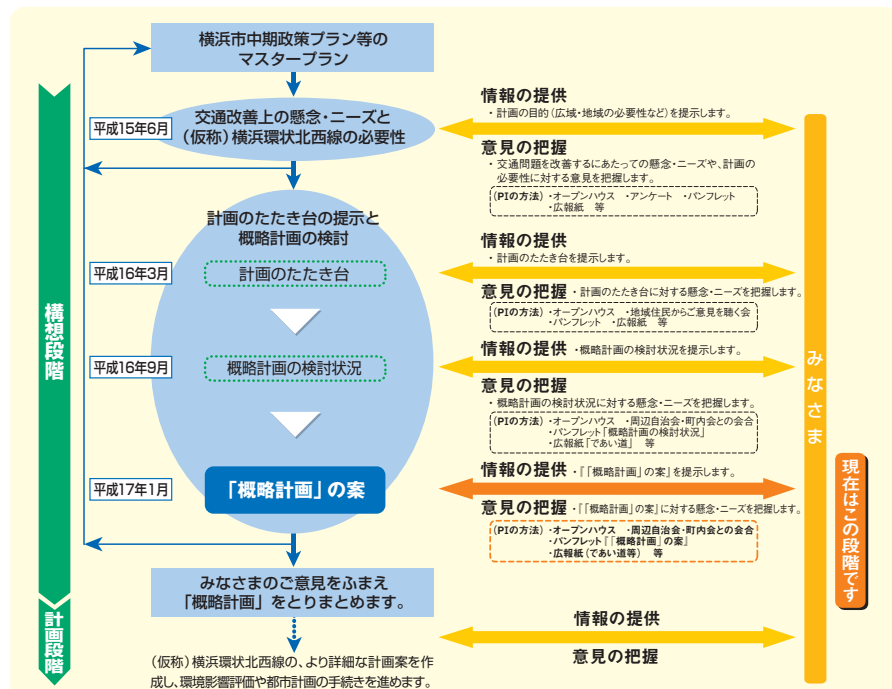 横浜市中期政策プラン等の
マスタープラン
平成15年6月
交通改善上の懸念・ニーズと
(仮称)横浜環状北西線の必要性
情報の提供
・計画の目的(広域・地域の必要性など)を提示します。
意見の把握
・交通問題を改善するにあたっての懸念・ニーズや、計画の
必要性に対する意見を把握します。
(PIの方法) ・オープンハウス ・アンケート ・パンフレット
・広報紙 等
計画のたたき台の提示と
概略計画の検討
平成16年3月
計画のたたき台
情報の提供
・計画のたたき台を提示します。
意見の把握 ・計画のたたき台に対する懸念・ニーズを把握します。
(PIの方法) ・オープンハウス ・地域住民からご意見を聴く会
・パンフレット ・広報紙 等
平成16年9月
概略計画の検討状況
情報の提供 ・概略計画の検討状況を提示します。
意見の把握
・概略計画の検討状況に対する懸念・ニーズを把握します。
(PIの方法) ・オープンハウス ・周辺自治会・町内会との会合
・パンフレット「概略計画の検討状況」
・広報紙「であい道」 等
平成17年1月
「概略計画」の案
情報の提供 ・『「概略計画」の案』を提示します。
意見の把握 ・『「概略計画」の案』に対する懸念・ニーズを把握します。
(PIの方法) ・オープンハウス ・周辺自治会・町内会との会合
・パンフレット『「概略計画」の案』
・広報紙(であい道等) 等
みなさまのご意見をふまえ
「概略計画」をとりまとめます。
(仮称)横浜環状北西線の、より詳細な計画案を作
成し、環境影響評価や都市計画の手続きを進めます。
情報の提供
意見の把握
構想段階
計画段階
みなさま
現在はこの段階です